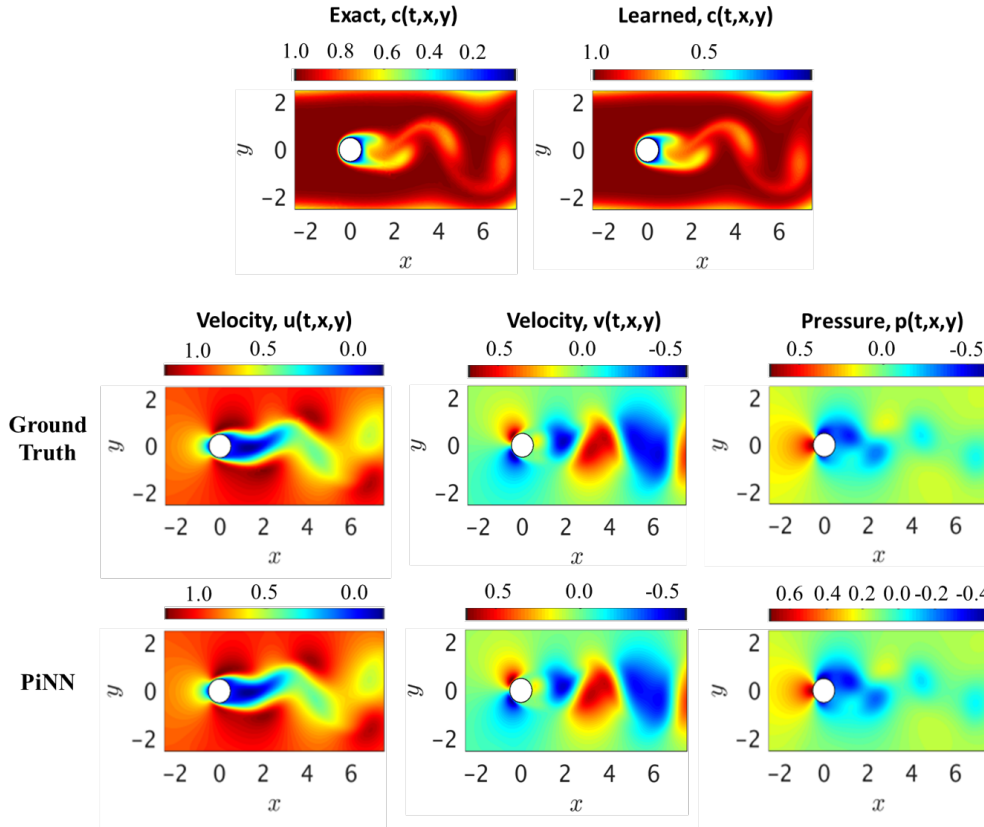 Exact, c(t,x,y) Learned, c(t,x,y)
1.0 0.8 0.6 0.4 0.2 1.0 0.5
2 2
y 0 y 0
−2 −2
−2 0 2 4 6 −2 0 2 4 6
x x
Velocity, u(t,x,y) Velocity, v(t,x,y) Pressure, p(t,x,y)
1.0 0.5 0.0 0.5 0.0 -0.5 0.5 0.0 -0.5
Ground
Truth
2 2 2
y 0 y 0 y 0
−2 −2 −2
−2 0 2 4 6 −2 0 2 4 6 −2 0 2 4 6
x x x
1.0 0.5 0.0 0.5 0.0 -0.5 0.6 0.4 0.2 0.0 -0.2 -0.4
PiNN
2 2 2
y 0 y 0 y 0
−2 −2 −2
−2 0 2 4 6 −2 0 2 4 6 −2 0 2 4 6
x x x